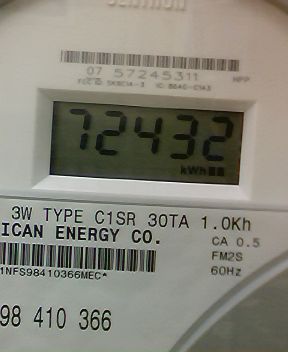 07 57245311
HPP
72432
kWh
3W TYPE C1SR 30TA 1.0Kh
ICAN ENERGY CO.
CA 0.5
FM2S
60Hz
1NFS98410366MEC*
98 410 366